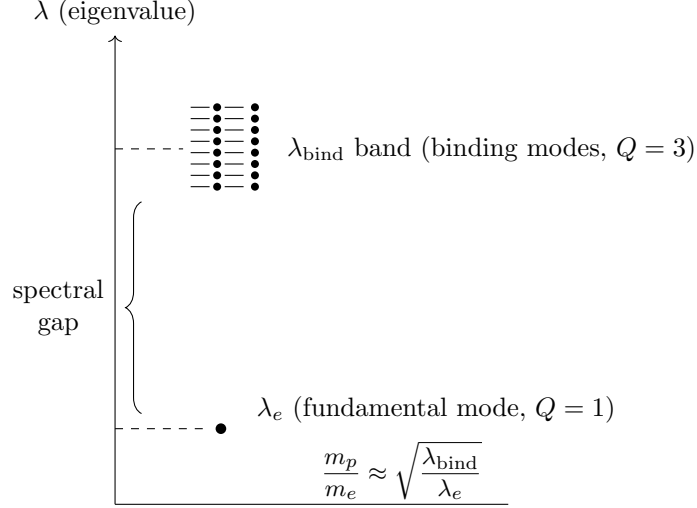 λ (eigenvalue)
λ_bind band (binding modes, Q = 3)
spectral
gap
λ_e (fundamental mode, Q = 1)
m_p/m_e ≈ √(λ_bind/λ_e)